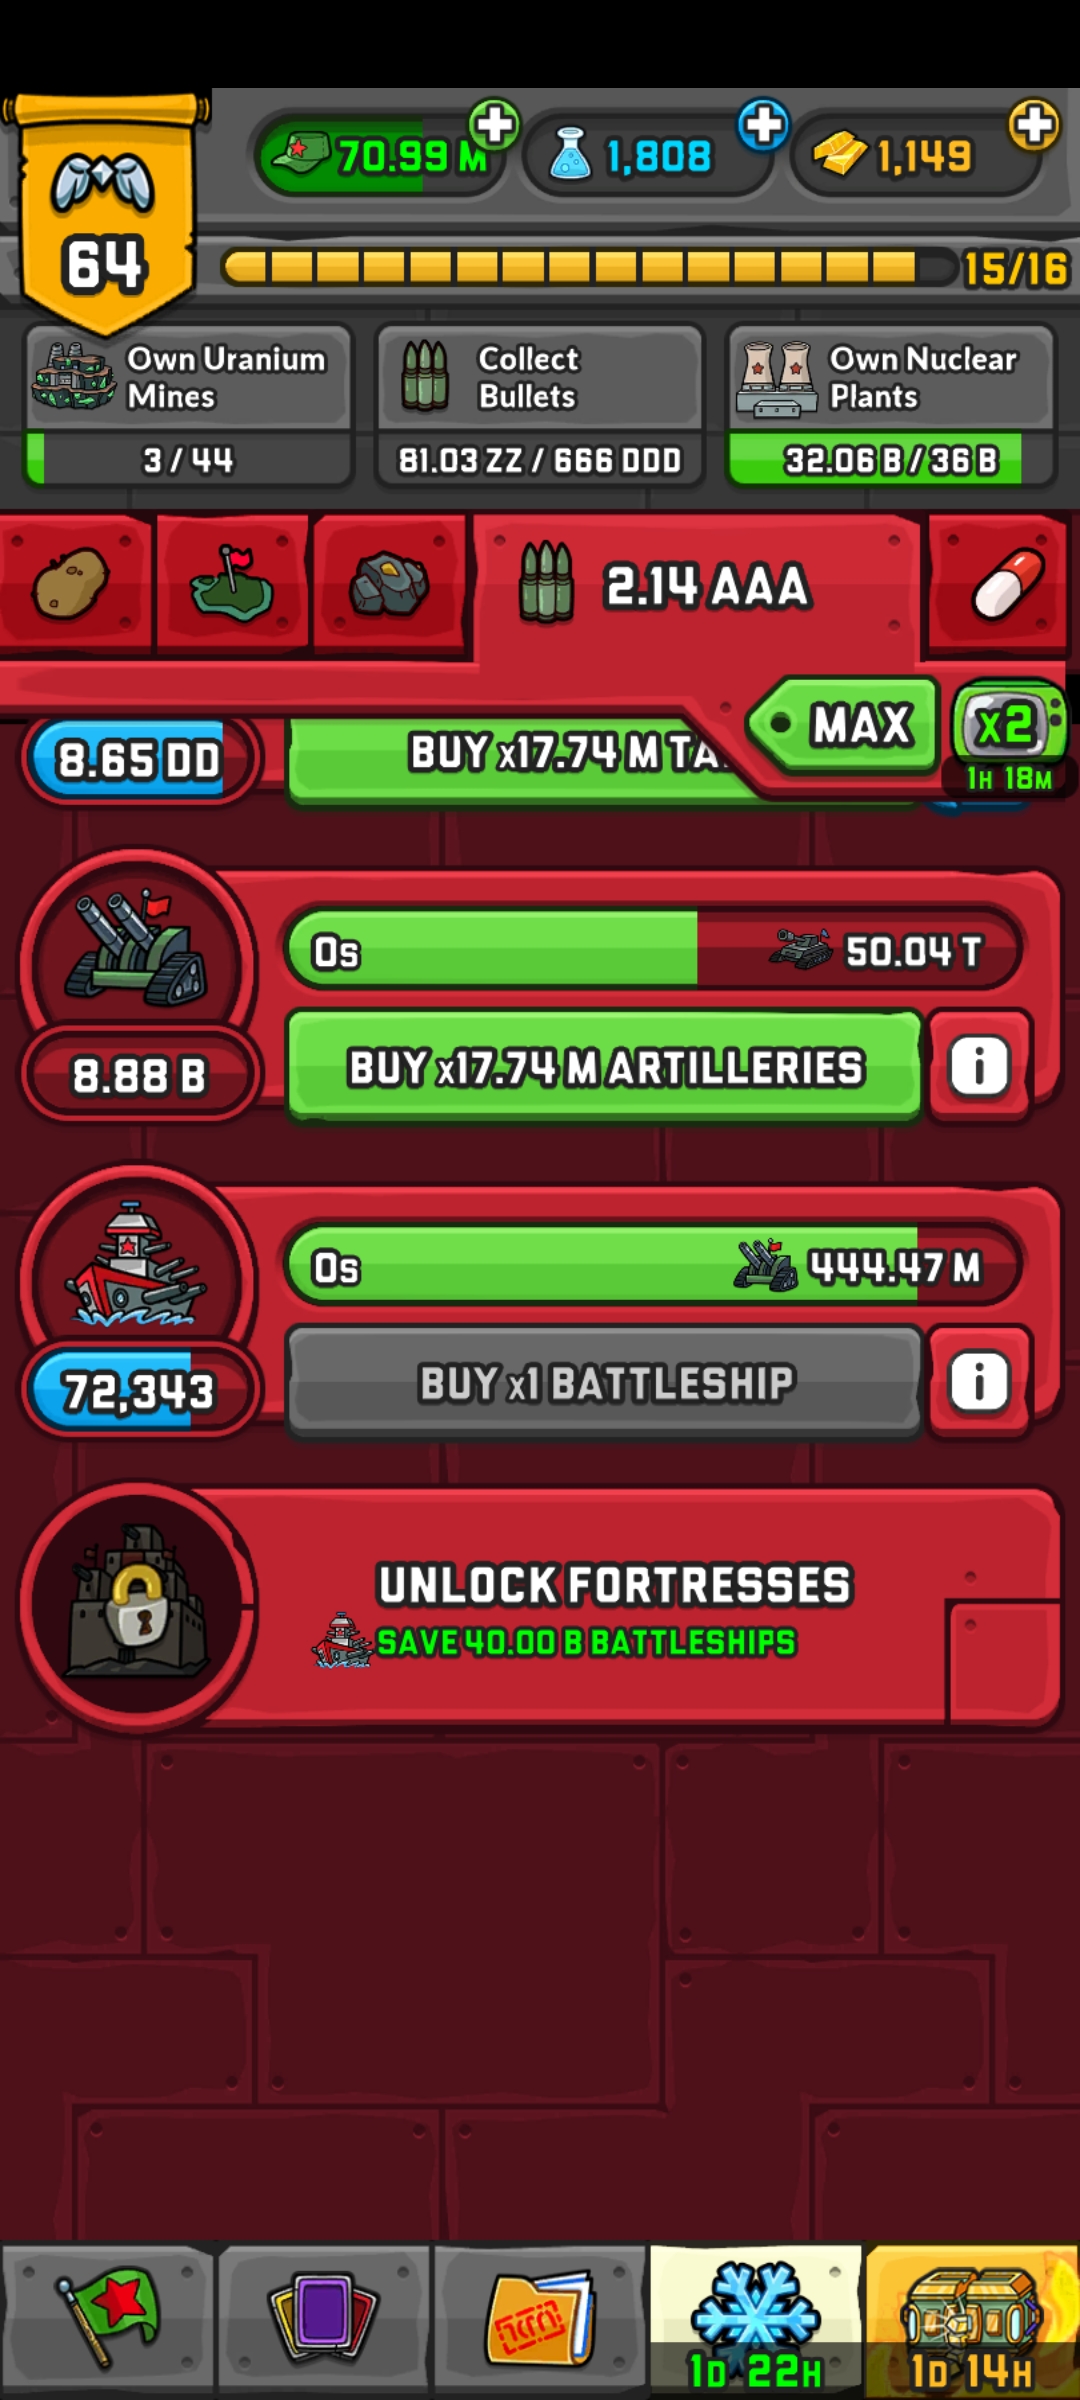 70.99 M
1,808
1,149
64
15/16
Own Uranium
Mines
3 / 44
Collect
Bullets
81.03 ZZ / 666 DDD
Own Nuclear
Plants
32.06 B / 36 B
2.14 AAA
MAX
x2
1H 18M
8.65 DD
BUY x17.74 M
0s
50.04 T
8.88 B
BUY x17.74 M ARTILLERIES
i
0s
444.47 M
72,343
BUY x1 BATTLESHIP
i
UNLOCK FORTRESSES
SAVE 40.00 B BATTLESHIPS
1D 22H
1D 14H